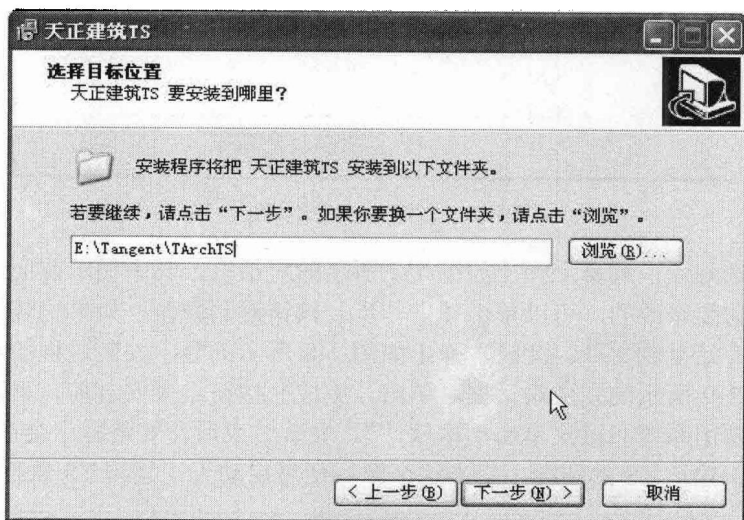 天正建筑TS
选择目标位置
天正建筑TS 要安装到哪里？
安装程序将把 天正建筑TS 安装到以下文件夹。
若要继续，请点击“下一步”。如果你要换一个文件夹，请点击“浏览”。
E:\Tangent\TArchTS
浏览(R)...
< 上一步(B)
下一步(N) >
取消